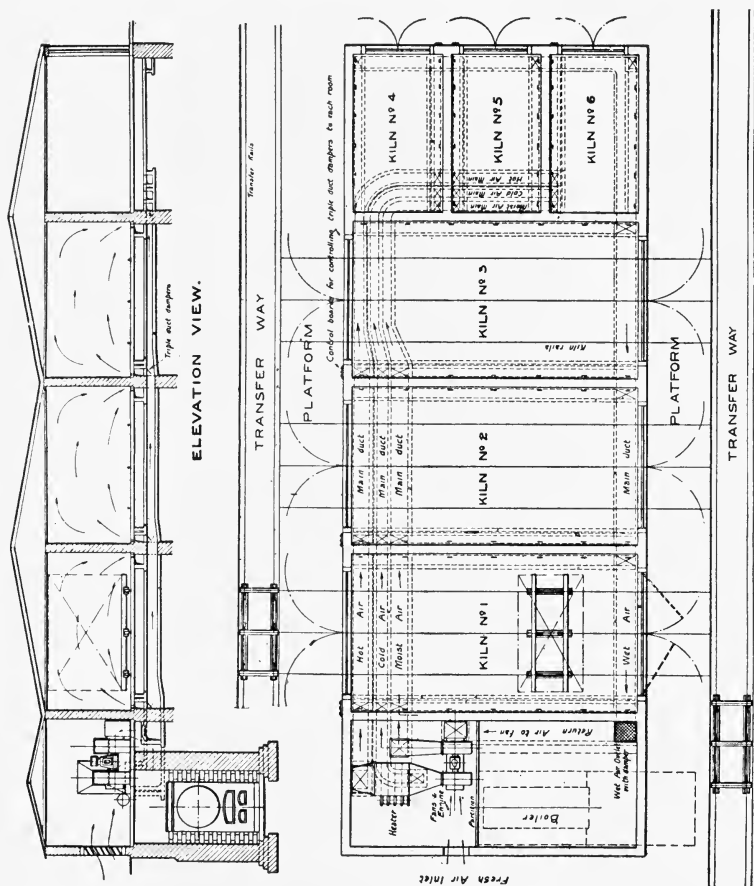 ELEVATION VIEW.
Triple duct dampers
Transfer Rails
TRANSFER WAY
PLATFORM
Control boards for controlling triple duct dampers to each room
KILN Nº 4
KILN Nº 5
KILN Nº 6
Hot Air Main
Cold Air Main
Moist Air Main
KILN Nº 3
Kiln rails
Main duct
Main duct
Main duct
KILN Nº 2
Main duct
Hot Air
Cold Air
Moist Air
KILN Nº 1
Wet Air
Return Air to Fan
Wet Air Outlet
with damper
Heater
Fans &
Engine
Partition
Boiler
Fresh Air Inlet
PLATFORM
TRANSFER WAY